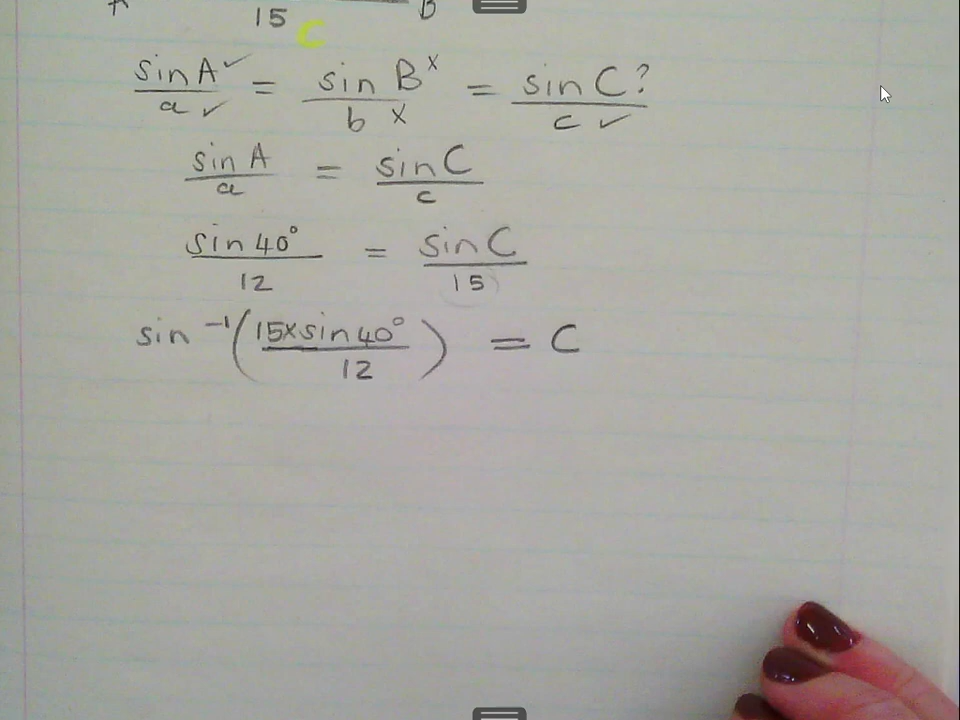 A 15 B
C
sin A ✓ / a ✓ = sin B x / b x = sin C ? / c ✓
sin A / a = sin C / c
sin 40° / 12 = sin C / 15
sin⁻¹ (15 x sin 40° / 12) = C